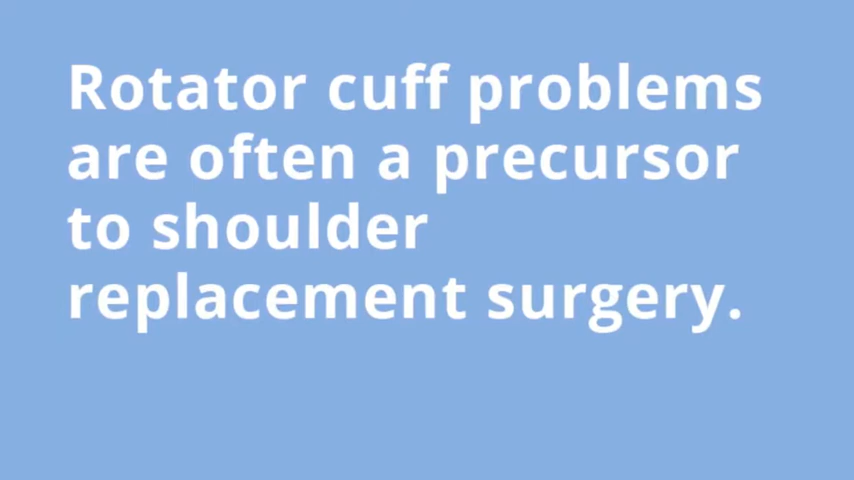 Rotator cuff problems
are often a precursor
to shoulder
replacement surgery.